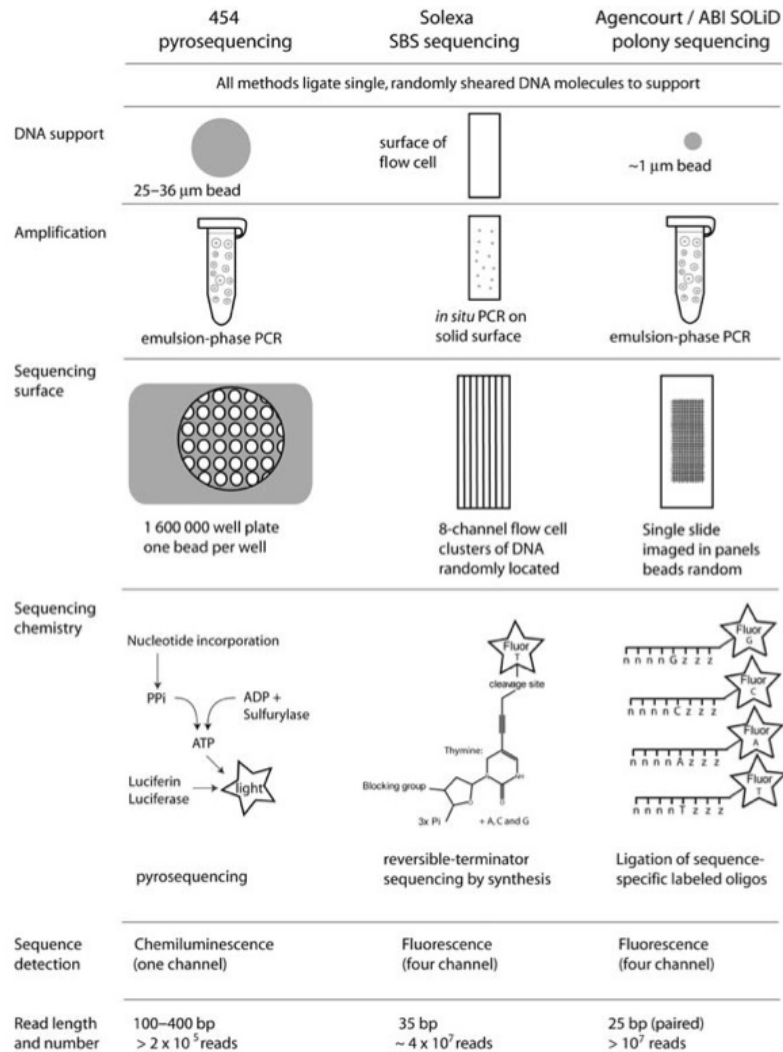 454
pyrosequencing
Solexa
SBS sequencing
Agencourt / ABI SOLiD
polony sequencing
All methods ligate single, randomly sheared DNA molecules to support
DNA support
25–36 μm bead
surface of
flow cell
~1 μm bead
Amplification
emulsion-phase PCR
in situ PCR on
solid surface
emulsion-phase PCR
Sequencing
surface
1 600 000 well plate
one bead per well
8-channel flow cell
clusters of DNA
randomly located
Single slide
imaged in panels
beads random
Sequencing
chemistry
Nucleotide incorporation
PPi
ADP +
Sulfurylase
ATP
Luciferin
Luciferase
light
pyrosequencing
Fluor
T
cleavage site
Thymine:
NH
Blocking group
O
O
3x Pi
+ A, C and G
reversible-terminator
sequencing by synthesis
Fluor
G
n n n n G z z z
Fluor
C
n n n n C z z z
Fluor
A
n n n n A z z z
Fluor
T
n n n n T z z z
Ligation of sequence-
specific labeled oligos
Sequence
detection
Chemiluminescence
(one channel)
Fluorescence
(four channel)
Fluorescence
(four channel)
Read length
and number
100–400 bp
> 2 x 10⁵ reads
35 bp
~ 4 x 10⁷ reads
25 bp (paired)
> 10⁷ reads